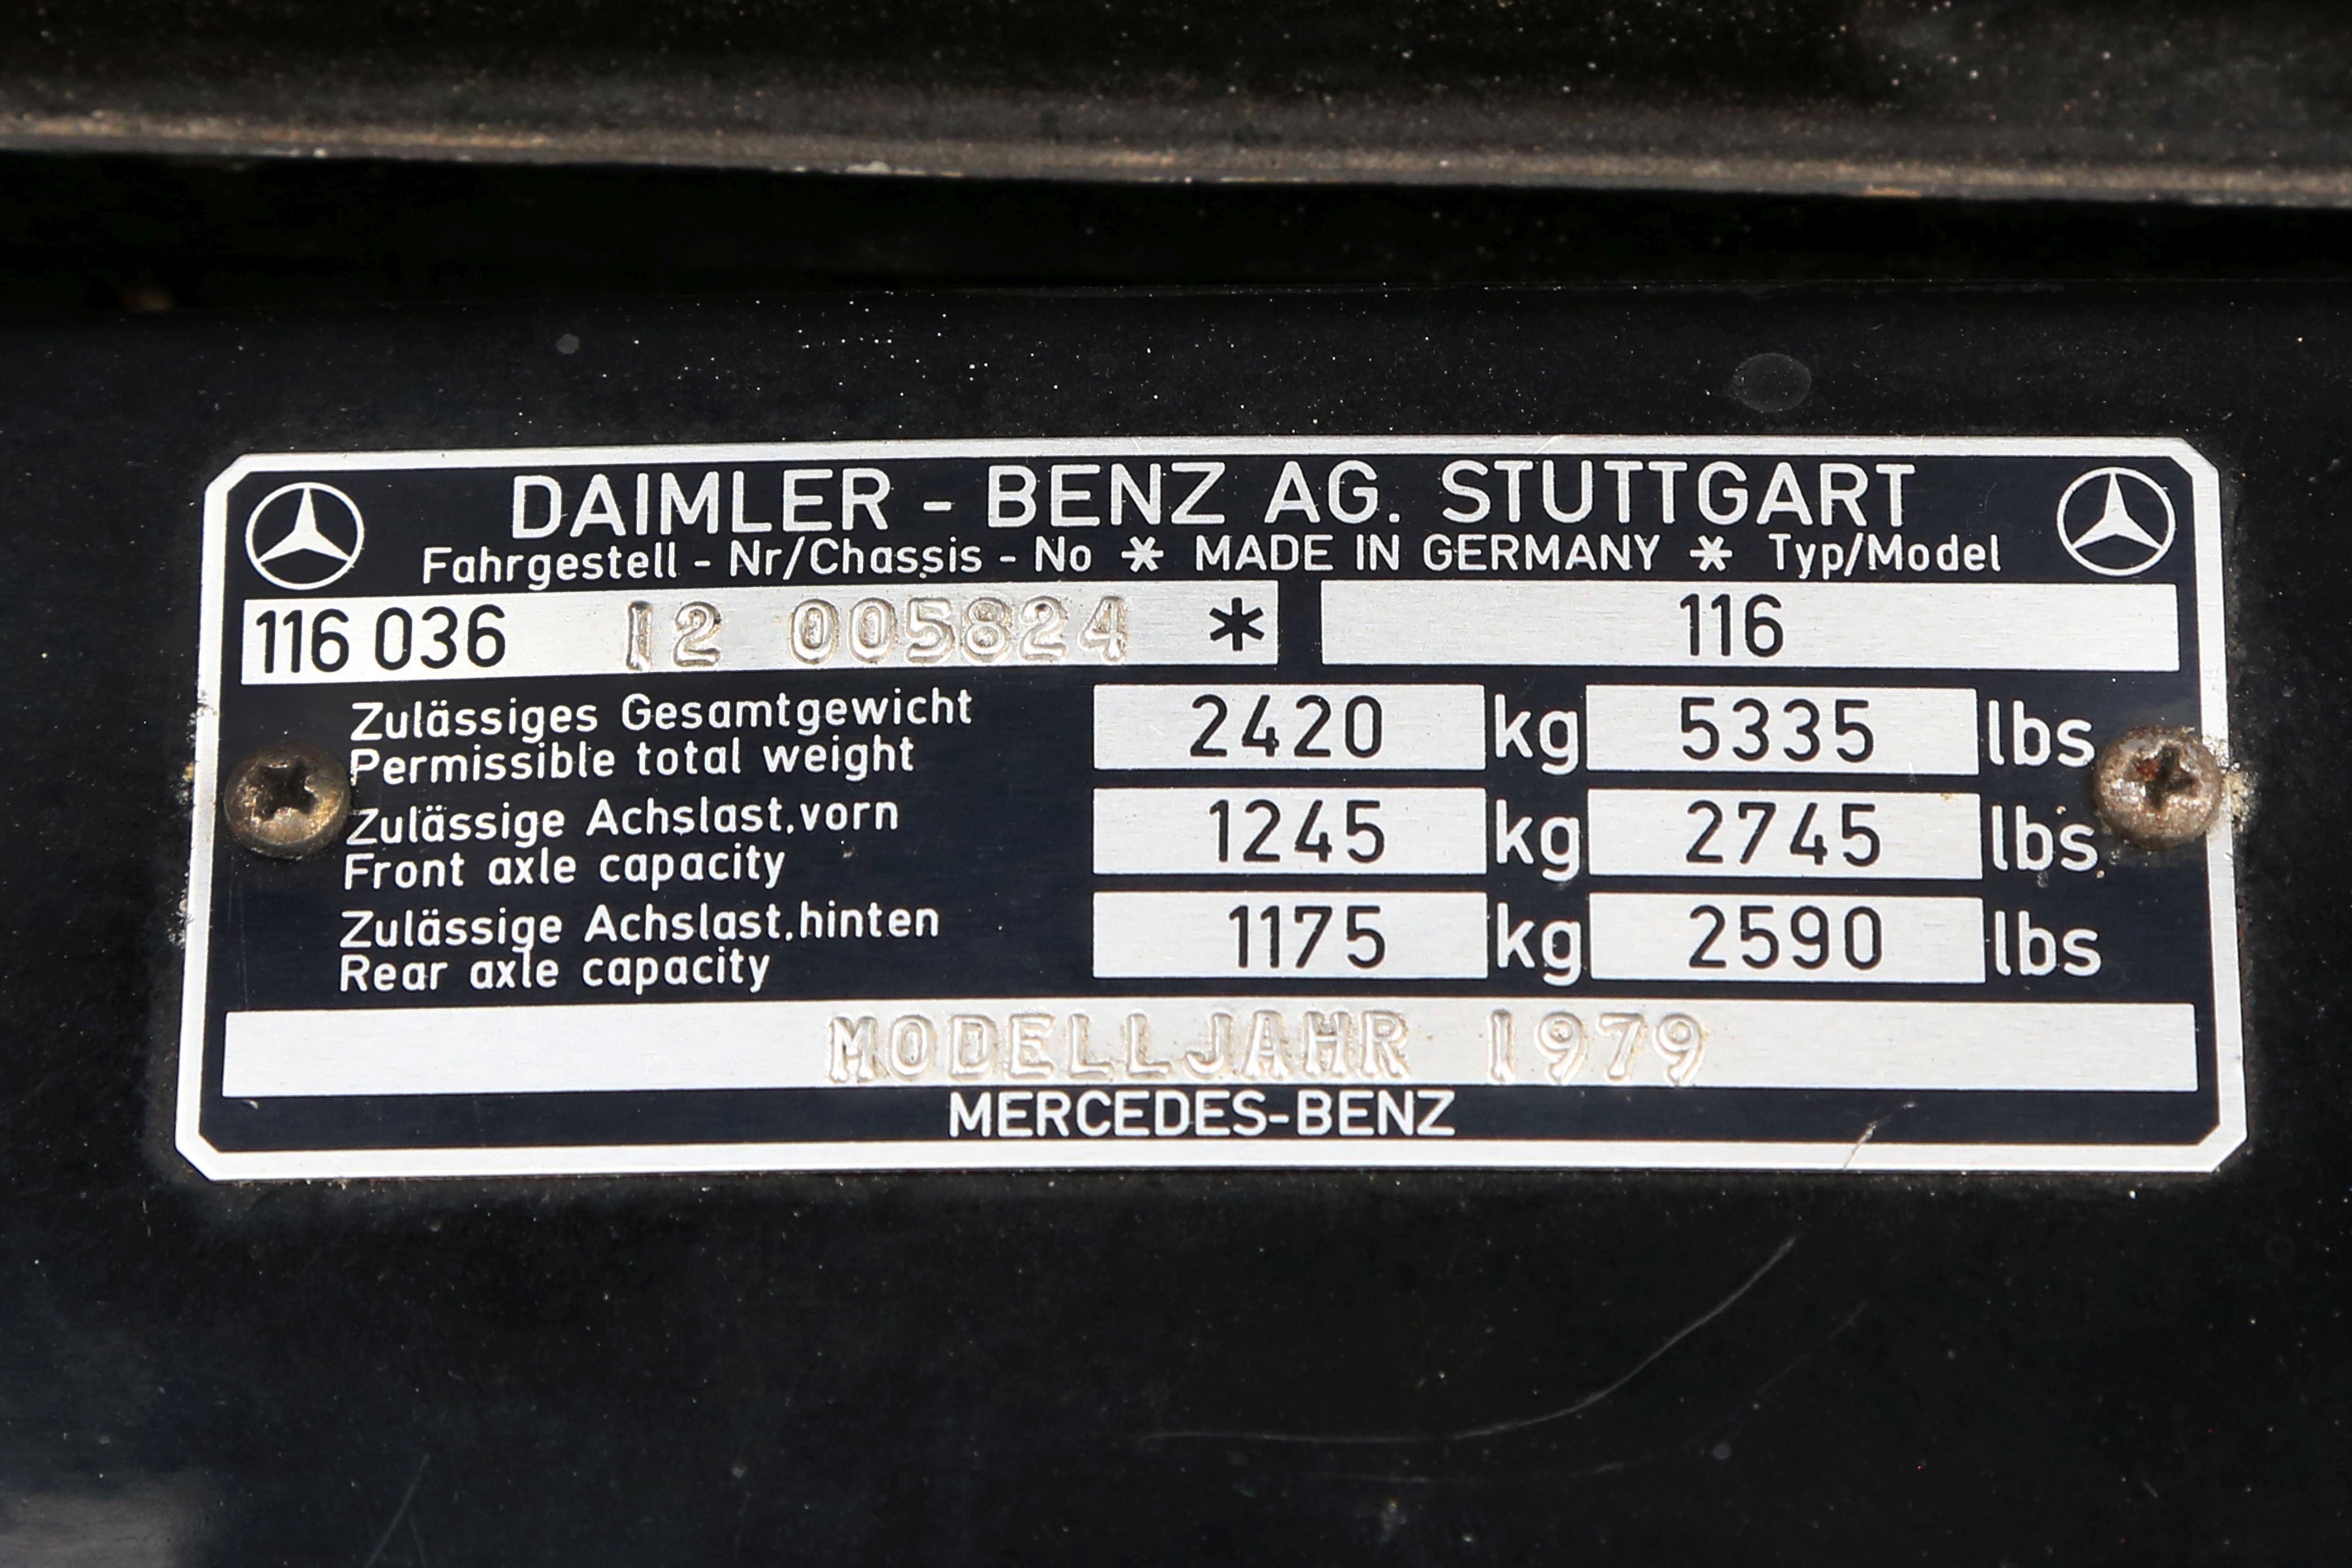 DAIMLER - BENZ AG. STUTTGART
Fahrgestell - Nr/Chassis - No * MADE IN GERMANY * Typ/Model
116 036 12 005824 * 116
Zulässiges Gesamtgewicht
Permissible total weight
2420 kg 5335 lbs
Zulässige Achslast,vorn
Front axle capacity
1245 kg 2745 lbs
Zulässige Achslast,hinten
Rear axle capacity
1175 kg 2590 lbs
MODELLJAHR 1979
MERCEDES-BENZ